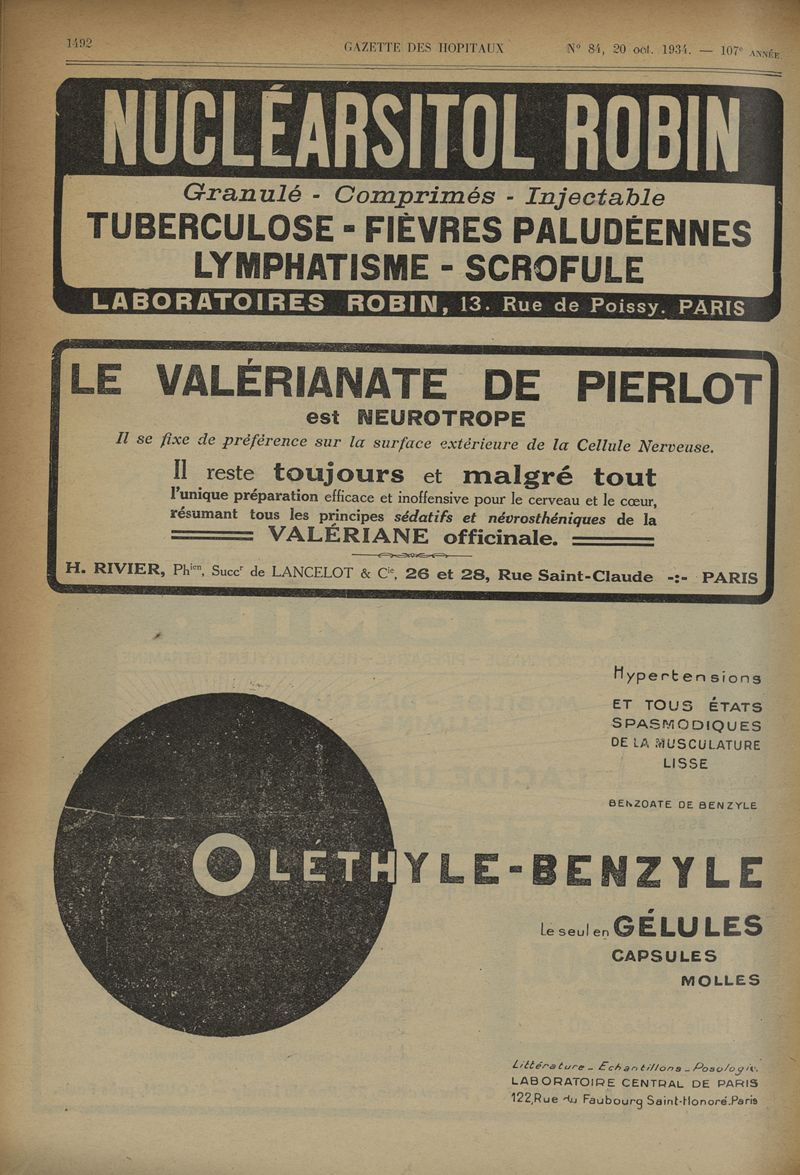 1492
GAZETTE DES HOPITAUX
N° 84, 20 oct. 1934. — 107e ANNÉE
NUCLÉARSITOL ROBIN
Granulé - Comprimés - Injectable
TUBERCULOSE - FIÈVRES PALUDÉENNES
LYMPHATISME - SCROFULE
LABORATOIRES ROBIN, 13. Rue de Poissy. PARIS
LE VALÉRIANATE DE PIERLOT
est NEUROTROPE
Il se fixe de préférence sur la surface extérieure de la Cellule Nerveuse.
Il reste toujours et malgré tout
l'unique préparation efficace et inoffensive pour le cerveau et le cœur,
résumant tous les principes sédatifs et névrosthéniques de la
VALÉRIANE officinale.
H. RIVIER, Phien, Succr de LANCELOT & Cie, 26 et 28, Rue Saint-Claude -:- PARIS
Hypertensions
ET TOUS ÉTATS
SPASMODIQUES
DE LA MUSCULATURE
LISSE
BENZOATE DE BENZYLE
OLÉTHYLE-BENZYLE
Le seul en GÉLULES
CAPSULES
MOLLES
Littérature - Echantillons - Posologie.
LABORATOIRE CENTRAL DE PARIS
122, Rue du Faubourg Saint-Honoré. Paris